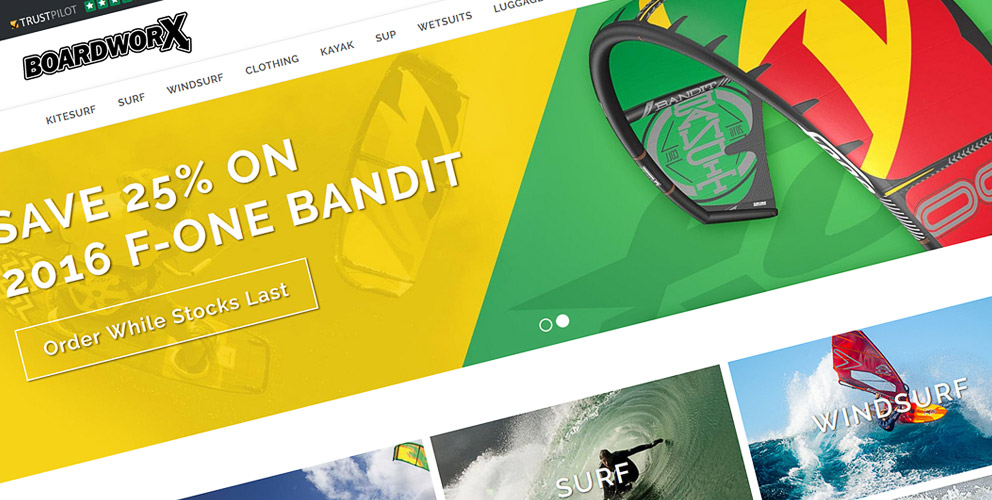 TRUSTPILOT
BOARDWORX
KITESURF SURF WINDSURF CLOTHING KAYAK SUP WETSUITS LUGGAGE
SAVE 25% ON
2016 F-ONE BANDIT
Order While Stocks Last
BANDIT
BANDIT
SURF
WINDSURF